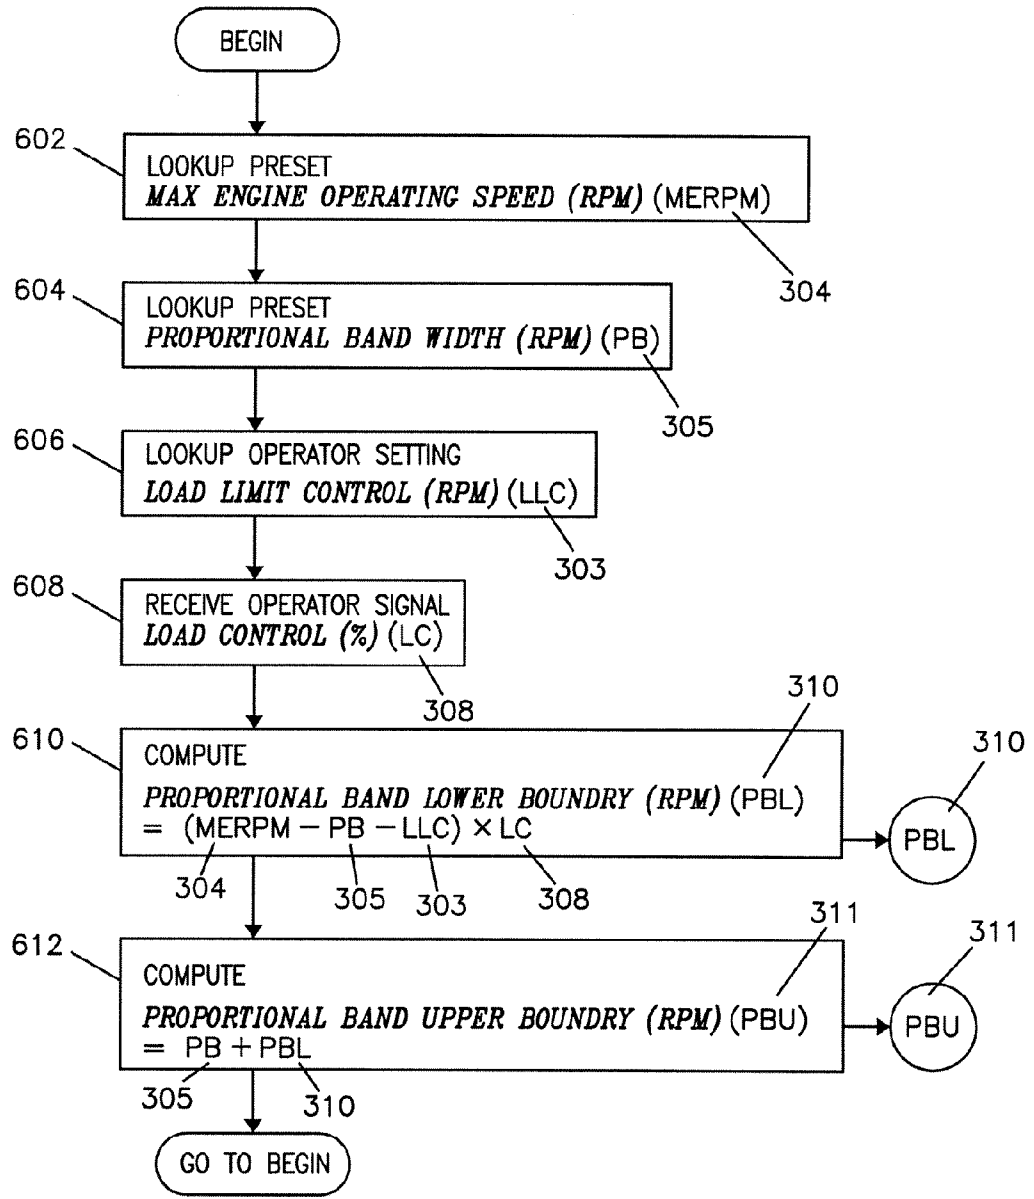 BEGIN
602
LOOKUP PRESET
MAX ENGINE OPERATING SPEED (RPM) (MERPM)
304
604
LOOKUP PRESET
PROPORTIONAL BAND WIDTH (RPM) (PB)
305
606
LOOKUP OPERATOR SETTING
LOAD LIMIT CONTROL (RPM) (LLC)
303
608
RECEIVE OPERATOR SIGNAL
LOAD CONTROL (%) (LC)
308
310
610
COMPUTE
PROPORTIONAL BAND LOWER BOUNDRY (RPM) (PBL)
= (MERPM – PB – LLC) × LC
304 305 303 308
310
PBL
311
612
COMPUTE
PROPORTIONAL BAND UPPER BOUNDRY (RPM) (PBU)
= PB + PBL
305 310
311
PBU
GO TO BEGIN